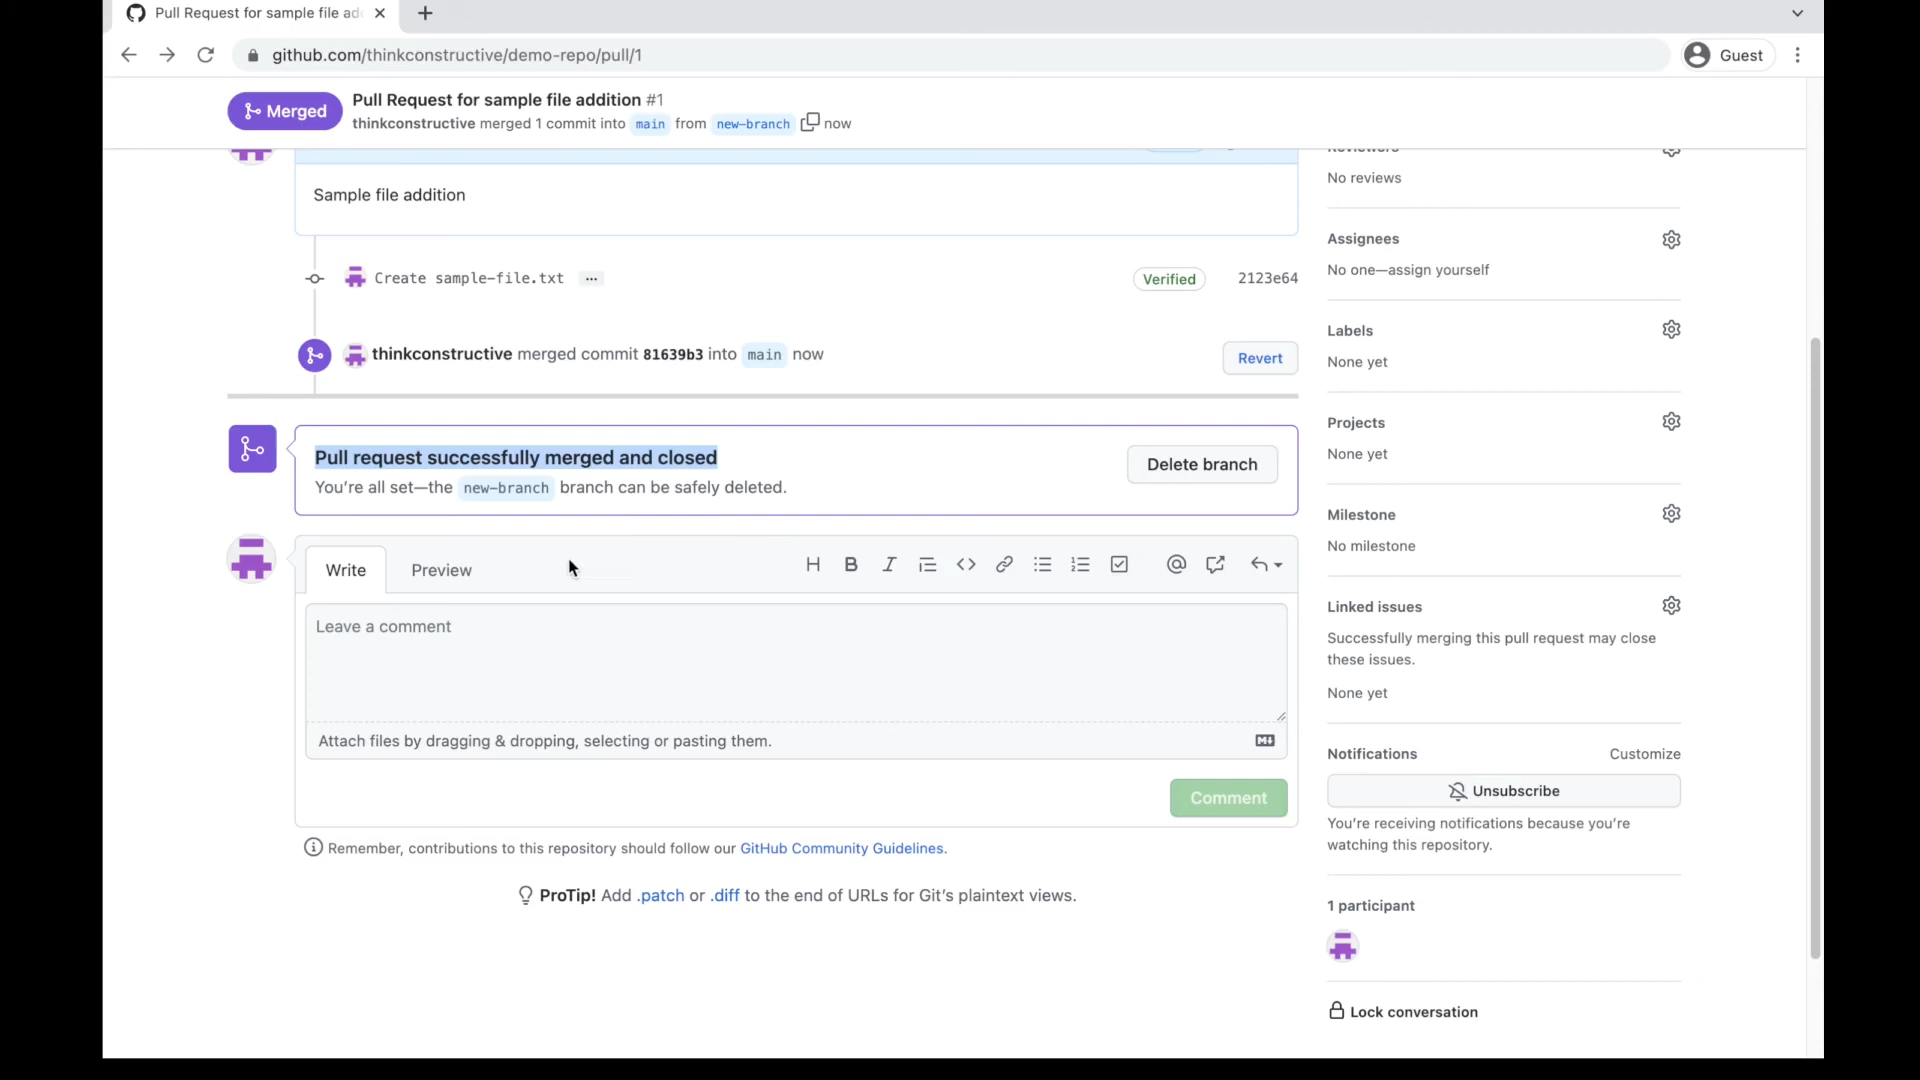 Pull Request for sample file add
github.com/thinkconstructive/demo-repo/pull/1
Guest
Merged
Pull Request for sample file addition #1
thinkconstructive merged 1 commit into main from new-branch now
Reviewers
No reviews
Sample file addition
Assignees
No one—assign yourself
Create sample-file.txt ...
Verified
2123e64
Labels
None yet
thinkconstructive merged commit 81639b3 into main now
Revert
Projects
None yet
Pull request successfully merged and closed
You're all set—the new-branch branch can be safely deleted.
Delete branch
Milestone
No milestone
Write
Preview
Linked issues
Successfully merging this pull request may close
these issues.
None yet
Leave a comment
Attach files by dragging & dropping, selecting or pasting them.
Comment
Notifications
Customize
Unsubscribe
You're receiving notifications because you're
watching this repository.
Remember, contributions to this repository should follow our GitHub Community Guidelines.
ProTip! Add .patch or .diff to the end of URLs for Git's plaintext views.
1 participant
Lock conversation